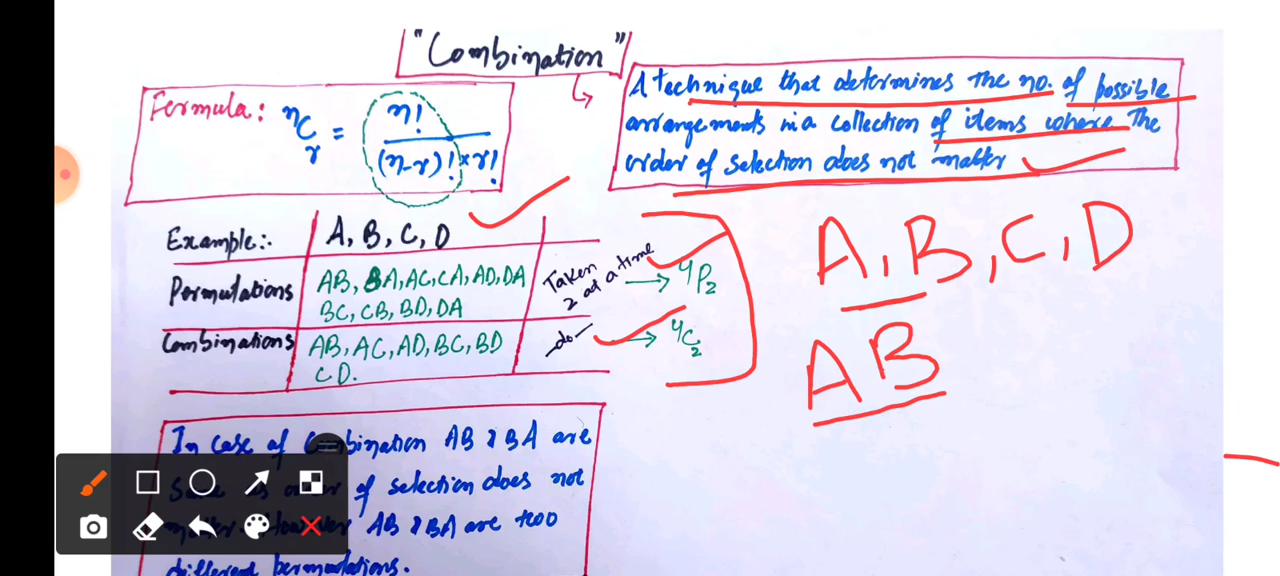 "Combination"
A technique that determines the no. of possible
arrangements in a collection of items where the
order of selection does not matter
Formula: nCr = n! / (n-r)! × r!
Example:- A, B, C, D
Permutations AB, BA, AC, CA, AD, DA
BC, CB, BD, DA
Taken
2 at a time → 4P2
Combinations AB, AC, AD, BC, BD
CD.
-do- → 4C2
A, B, C, D
AB
In case of Combination AB & BA are
of selection does not
AB & BA are two
different permutations.